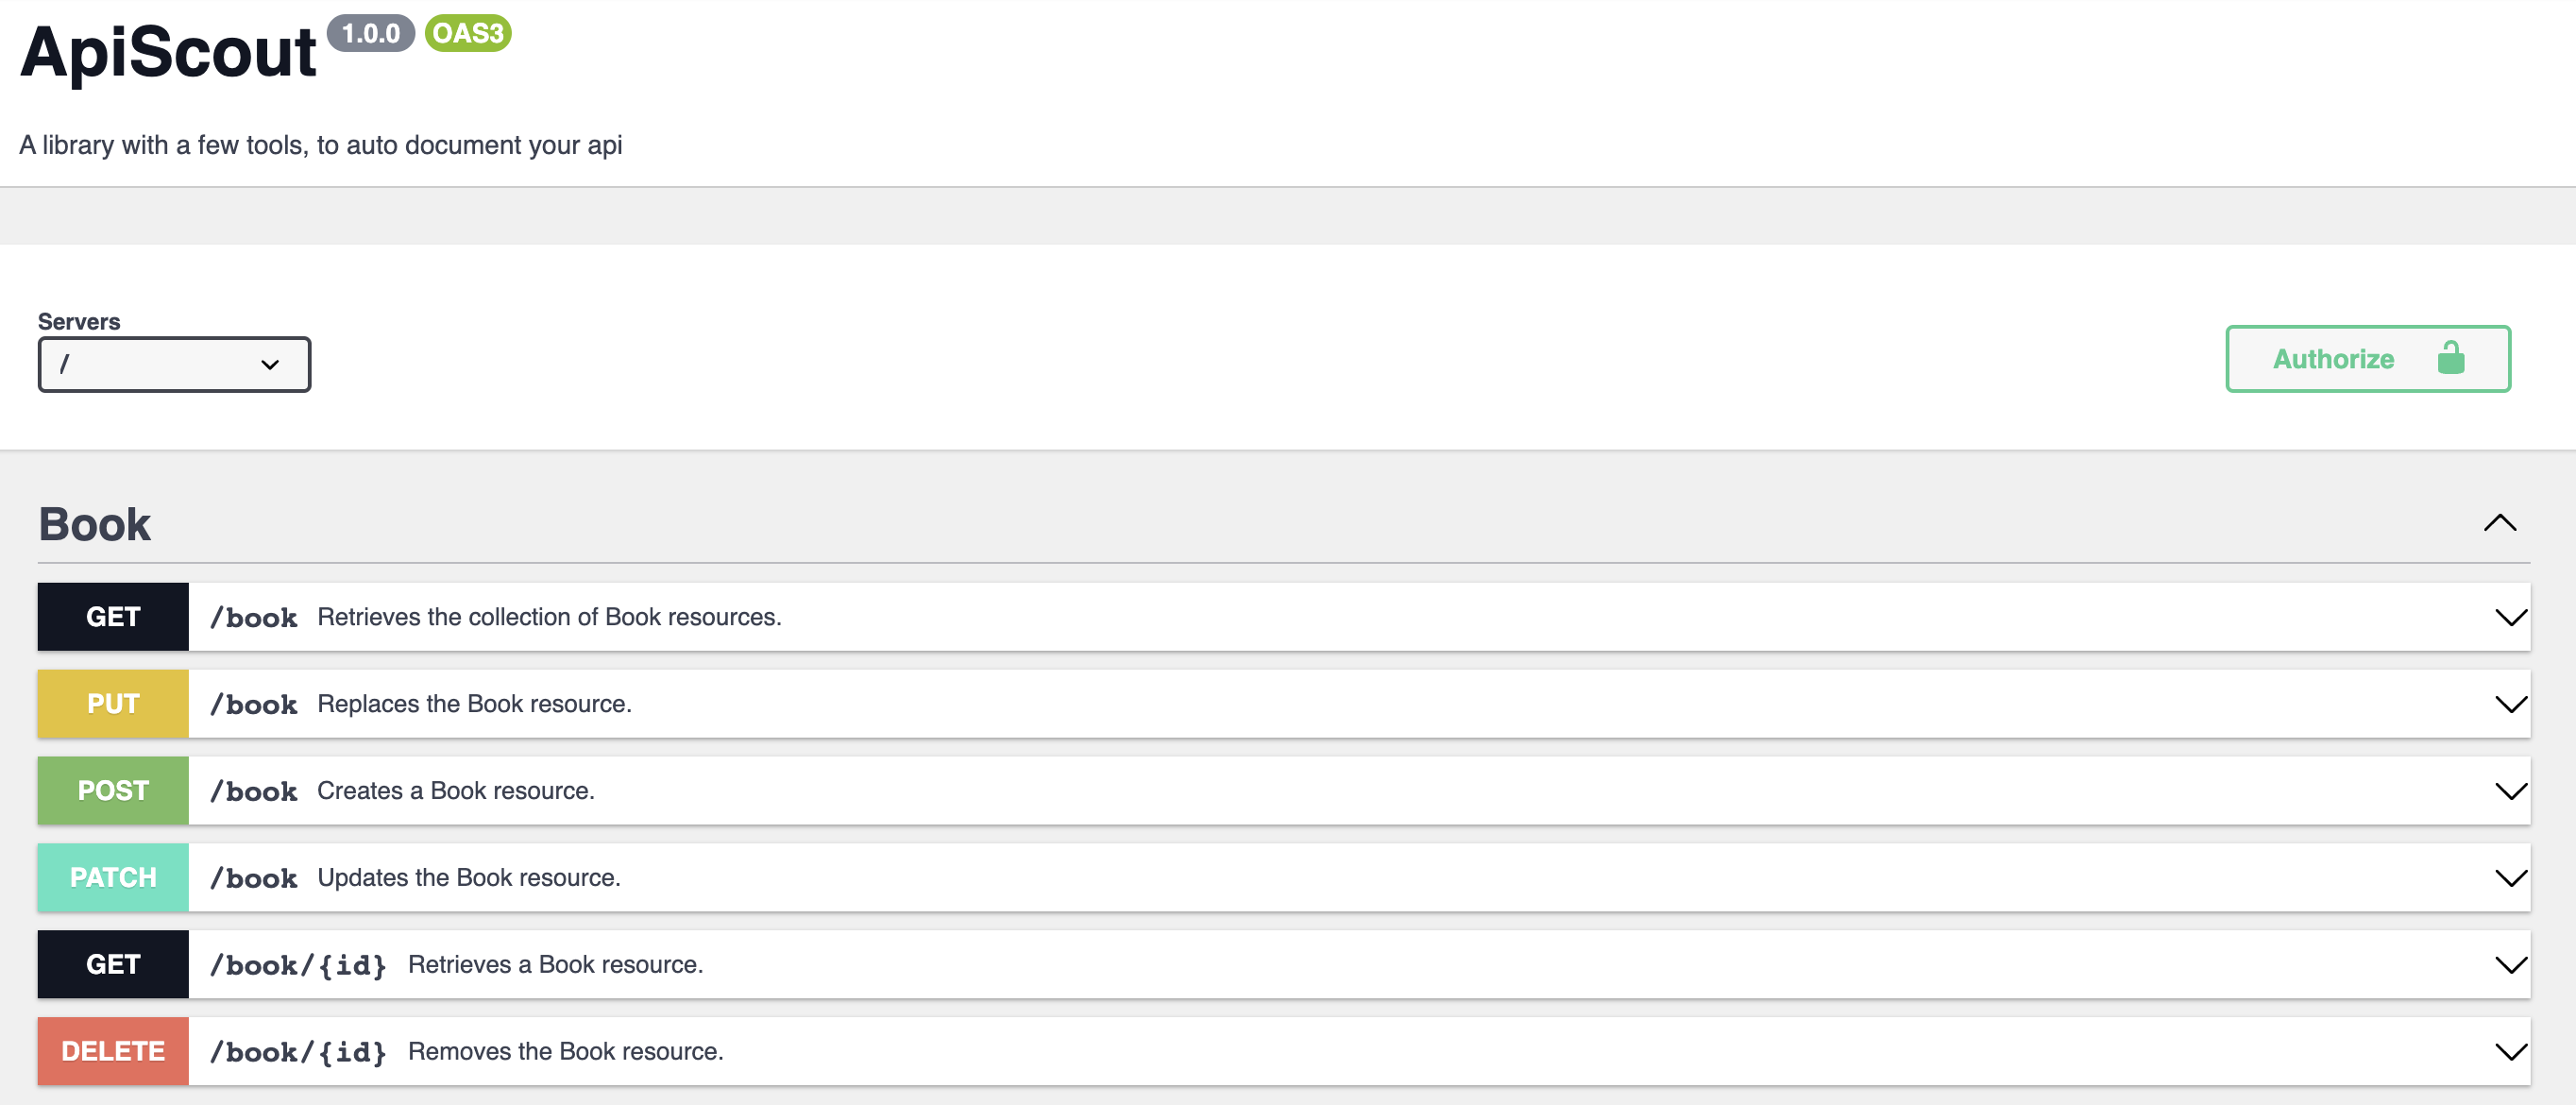 ApiScout 1.0.0 OAS3
A library with a few tools, to auto document your api
Servers
/
Authorize
Book
GET /book Retrieves the collection of Book resources.
PUT /book Replaces the Book resource.
POST /book Creates a Book resource.
PATCH /book Updates the Book resource.
GET /book/{id} Retrieves a Book resource.
DELETE /book/{id} Removes the Book resource.